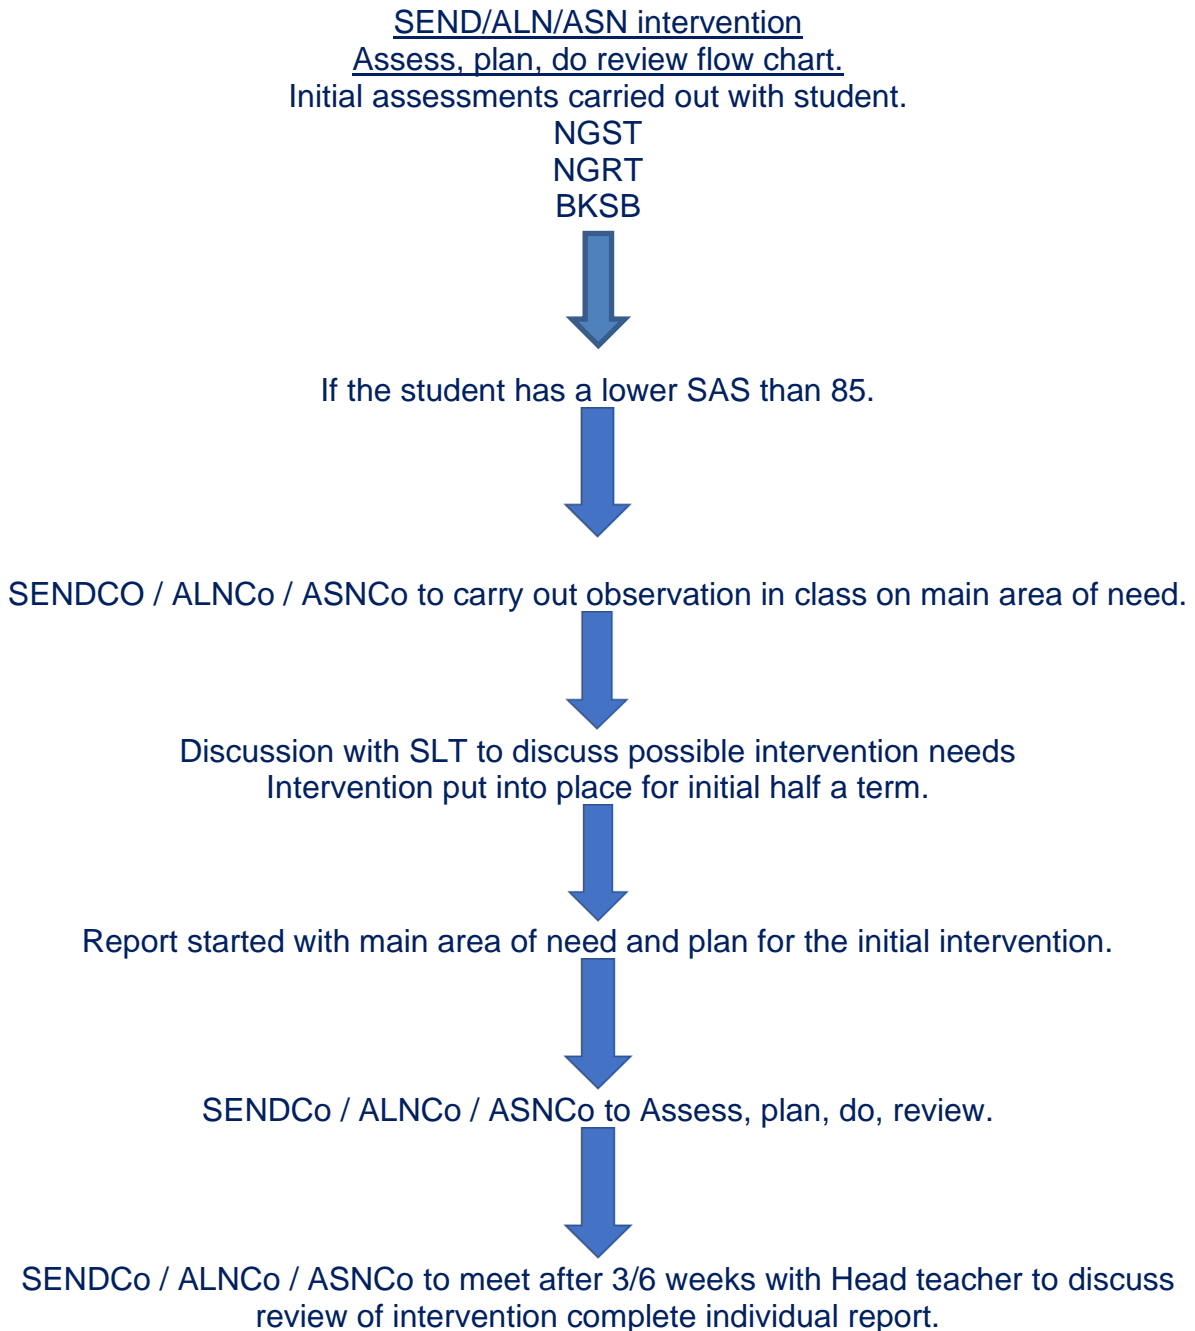 SEND/ALN/ASN intervention
Assess, plan, do review flow chart.
Initial assessments carried out with student.
NGST
NGRT
BKSB
If the student has a lower SAS than 85.
SENDCO / ALNCo / ASNCo to carry out observation in class on main area of need.
Discussion with SLT to discuss possible intervention needs
Intervention put into place for initial half a term.
Report started with main area of need and plan for the initial intervention.
SENDCo / ALNCo / ASNCo to Assess, plan, do, review.
SENDCo / ALNCo / ASNCo to meet after 3/6 weeks with Head teacher to discuss
review of intervention complete individual report.